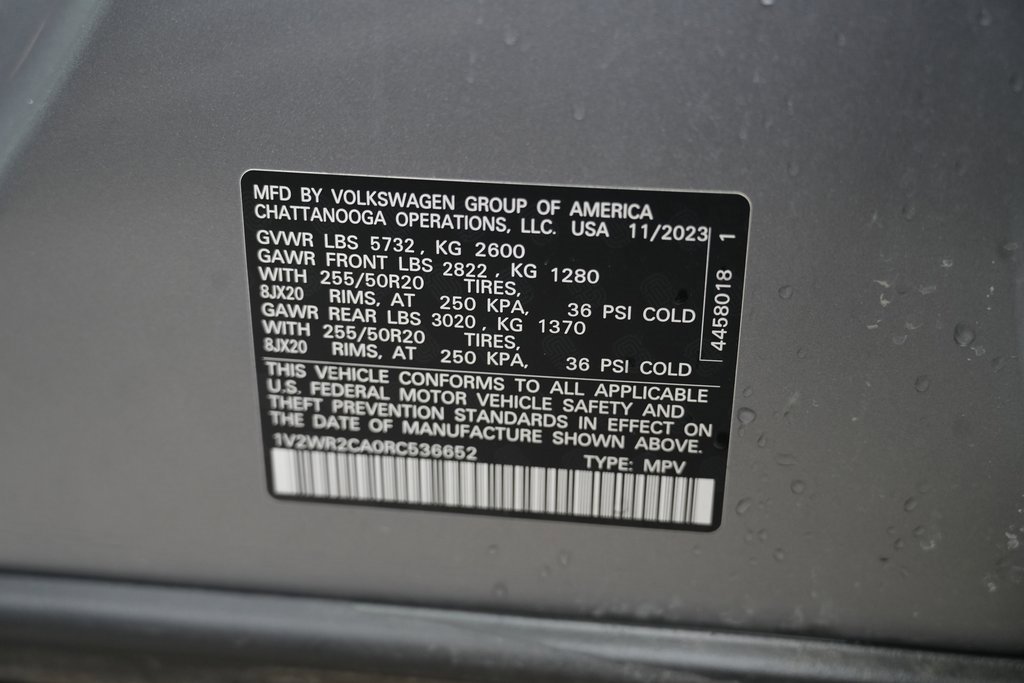 MFD BY VOLKSWAGEN GROUP OF AMERICA
CHATTANOOGA OPERATIONS, LLC. USA 11/2023
GVWR LBS 5732, KG 2600
GAWR FRONT LBS 2822, KG 1280
WITH 255/50R20 TIRES,
8JX20 RIMS, AT 250 KPA, 36 PSI COLD
GAWR REAR LBS 3020, KG 1370
WITH 255/50R20 TIRES,
8JX20 RIMS, AT 250 KPA, 36 PSI COLD
4458018 1
THIS VEHICLE CONFORMS TO ALL APPLICABLE
U.S. FEDERAL MOTOR VEHICLE SAFETY AND
THEFT PREVENTION STANDARDS IN EFFECT ON
THE DATE OF MANUFACTURE SHOWN ABOVE.
1V2WR2CA0RC536652 TYPE: MPV